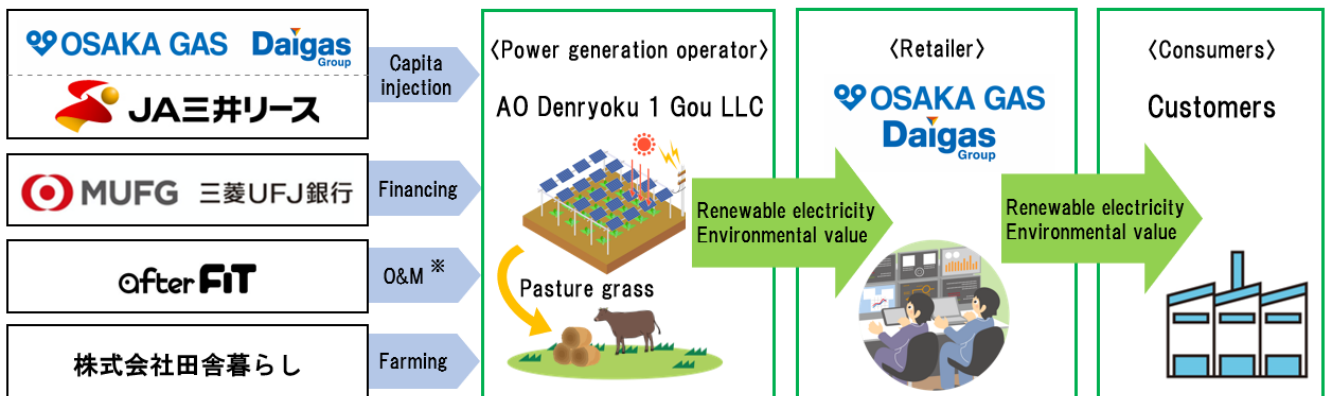 OSAKA GAS Daigas Group
JA三井リース
MUFG 三菱UFJ銀行
afterFiT
株式会社田舎暮らし
Capita
injection
Financing
O&M ※
Farming
〈Power generation operator〉
AO Denryoku 1 Gou LLC
Pasture grass
Renewable electricity
Environmental value
〈Retailer〉
OSAKA GAS
Daigas
Group
Renewable electricity
Environmental value
〈Consumers〉
Customers